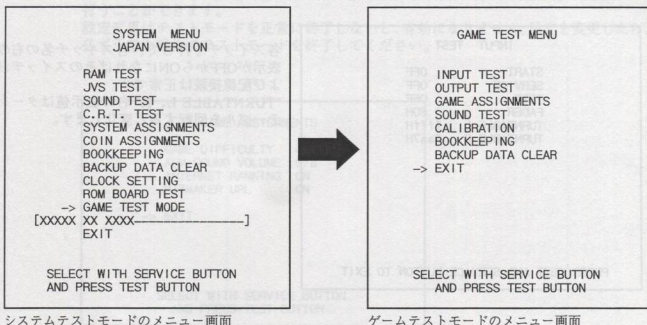 SYSTEM MENU
JAPAN VERSION
RAM TEST
JVS TEST
SOUND TEST
C.R.T. TEST
SYSTEM ASSIGNMENTS
COIN ASSIGNMENTS
BOOKKEEPING
BACKUP DATA CLEAR
CLOCK SETTING
ROM BOARD TEST
-> GAME TEST MODE
[XXXXX XX XXXX----------------]
EXIT
SELECT WITH SERVICE BUTTON
AND PRESS TEST BUTTON
システムテストモードのメニュー画面
GAME TEST MENU
INPUT TEST
OUTPUT TEST
GAME ASSIGNMENTS
SOUND TEST
CALIBRATION
BOOKKEEPING
BACKUP DATA CLEAR
-> EXIT
SELECT WITH SERVICE BUTTON
AND PRESS TEST BUTTON
ゲームテストモードのメニュー画面